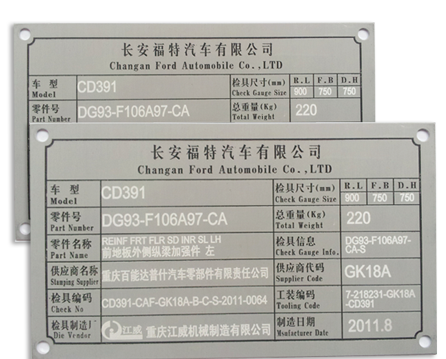 长安福特汽车有限公司
Changan Ford Automobile Co.,LTD
车 型 Model CD391 检具尺寸(mm) Check Gauge Size R.L F.B D.H 900 750 750
零件号 Part Number DG93-F106A97-CA 总重量(Kg) Total Weight 220
长安福特汽车有限公司
Changan Ford Automobile Co.,LTD
车 型 Model CD391 检具尺寸(mm) Check Gauge Size R.L F.B D.H 900 750 750
零件号 Part Number DG93-F106A97-CA 总重量(Kg) Total Weight 220
零件名称 Part Name REINF FRT FLR SD INR SL LH 前地板外侧纵梁加强件 左 检具信息 Check Gauge Info. DG93-F106A97-CA-S
供应商名称 Stamping Supplier 重庆百能达普什汽车零部件有限责任公司 供应商代码 Supplier Code GK18A
检具编码 Check No CD391-CAF-GK18A-B-C-S-2011-0064 工装编码 Tooling Code 7-218231-GK18A-CD391
检具制造厂 Die Vendor 江威 重庆江威机械制造有限公司 制造日期 Manufacturer Date 2011.8